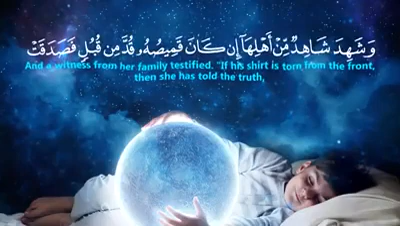 وَشَهِدَ شَاهِدٌ مِّنْ أَهْلِهَآ إِن كَانَ قَمِيصُهُۥ قُدَّ مِن قُبُلٍ فَصَدَقَتْ
And a witness from her family testified. "If his shirt is torn from the front,
then she has told the truth,